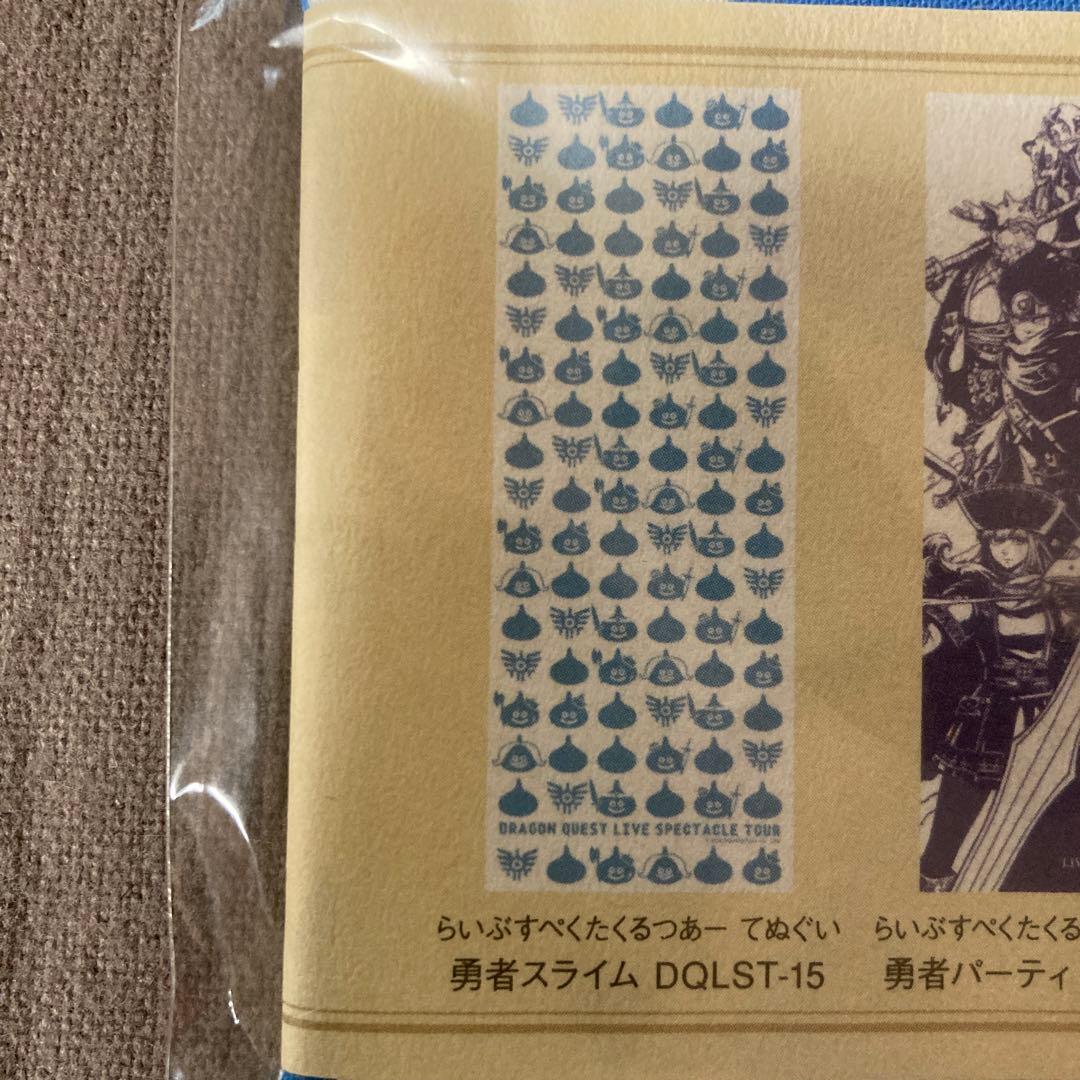 DRAGON QUEST LIVE SPECTACLE TOUR
LIV
らいぶすぺくたくるつあー てぬぐい
勇者スライム DQLST-15
らいぶすぺくたくる
勇者パーティ